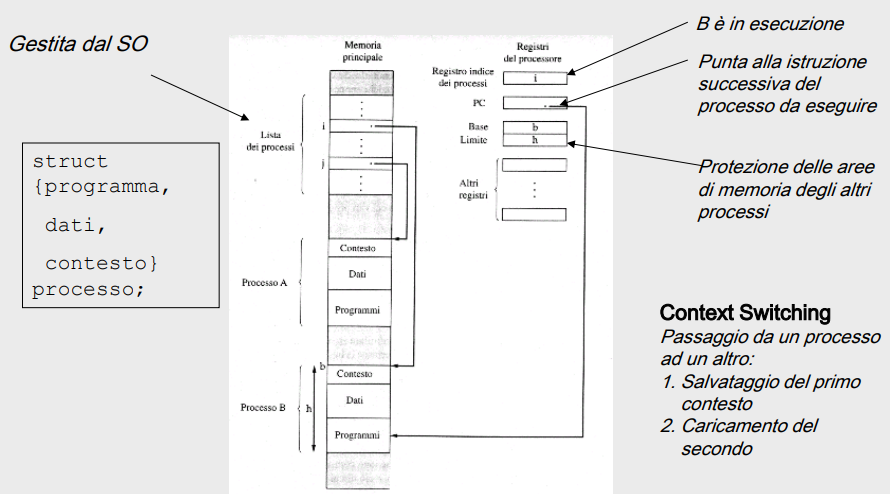 Gestita dal SO
struct
{programma,
dati,
contesto}
processo;
Memoria
principale
Lista
dei processi
i
j
Contesto
Dati
Programmi
Processo A
b
Contesto
Dati
Programmi
Processo B
h
Registri
del processore
Registro indice
dei processi
i
PC
Base
b
Limite
h
Altri
registri
B è in esecuzione
Punta alla istruzione
successiva del
processo da eseguire
Protezione delle aree
di memoria degli altri
processi
Context Switching
Passaggio da un processo
ad un altro:
1. Salvataggio del primo
contesto
2. Caricamento del
secondo